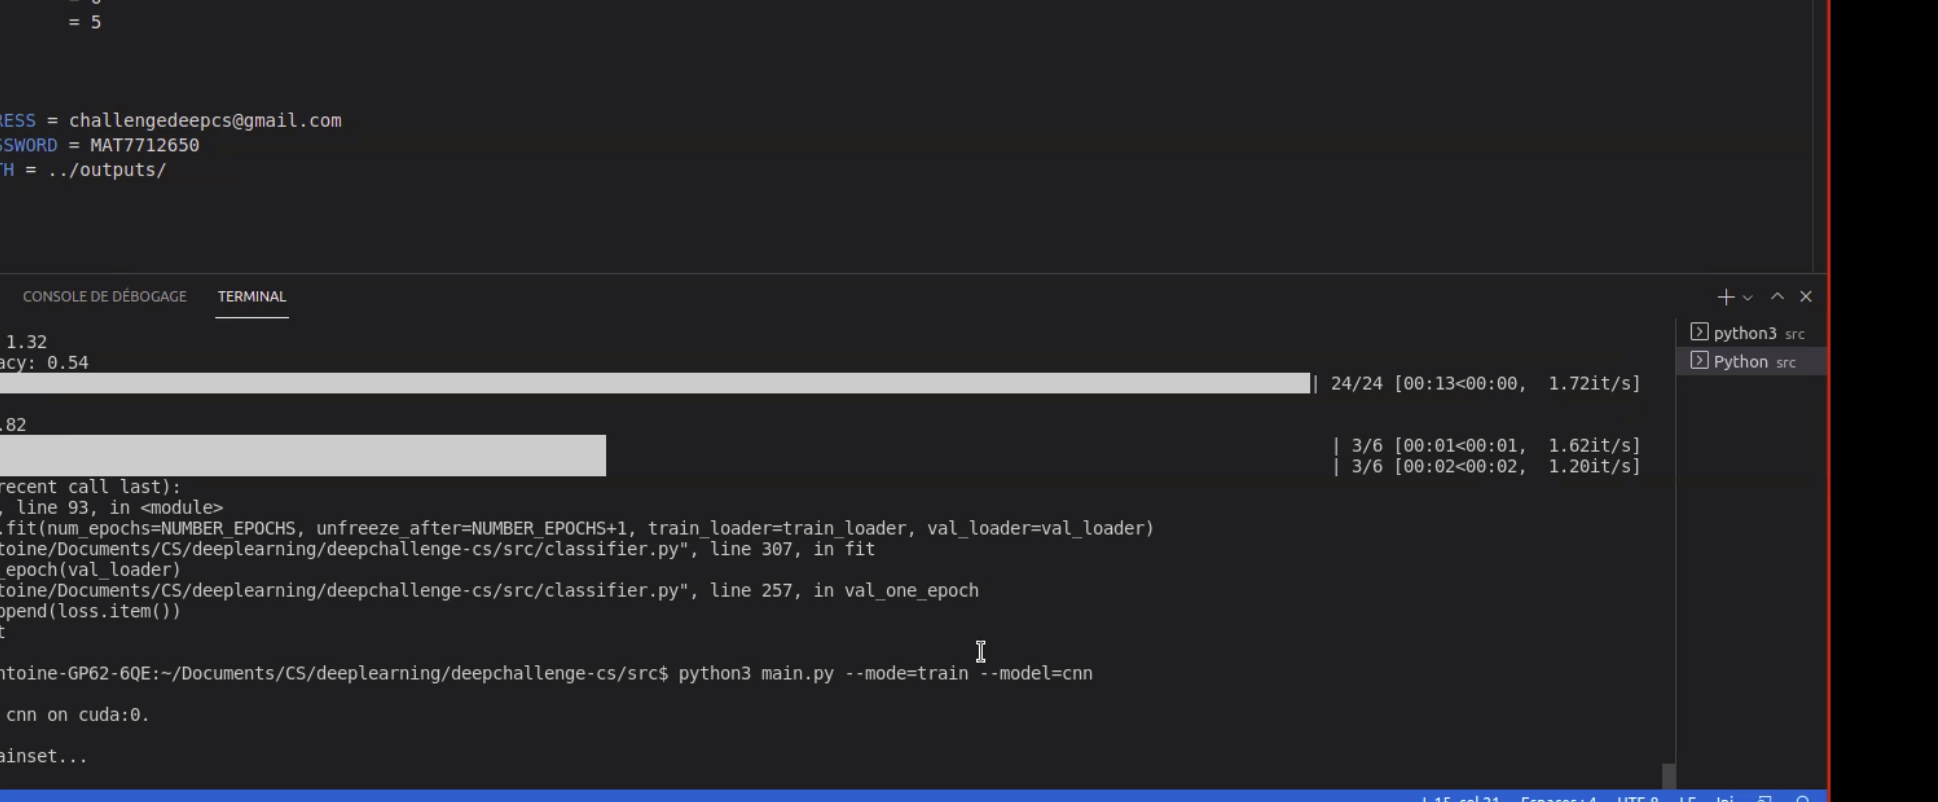 = 5
RESS = challengedeepcs@gmail.com
SSWORD = MAT7712650
TH = ../outputs/
CONSOLE DE DÉBOGAGE TERMINAL
python3 src
Python src
1.32
acy: 0.54
| 24/24 [00:13<00:00, 1.72it/s]
.82
| 3/6 [00:01<00:01, 1.62it/s]
| 3/6 [00:02<00:02, 1.20it/s]
recent call last):
, line 93, in <module>
.fit(num_epochs=NUMBER_EPOCHS, unfreeze_after=NUMBER_EPOCHS+1, train_loader=train_loader, val_loader=val_loader)
toine/Documents/CS/deeplearning/deepchallenge-cs/src/classifier.py", line 307, in fit
_epoch(val_loader)
toine/Documents/CS/deeplearning/deepchallenge-cs/src/classifier.py", line 257, in val_one_epoch
ppend(loss.item())
t
ntoine-GP62-6QE:~/Documents/CS/deeplearning/deepchallenge-cs/src$ python3 main.py --mode=train --model=cnn
cnn on cuda:0.
ainset...